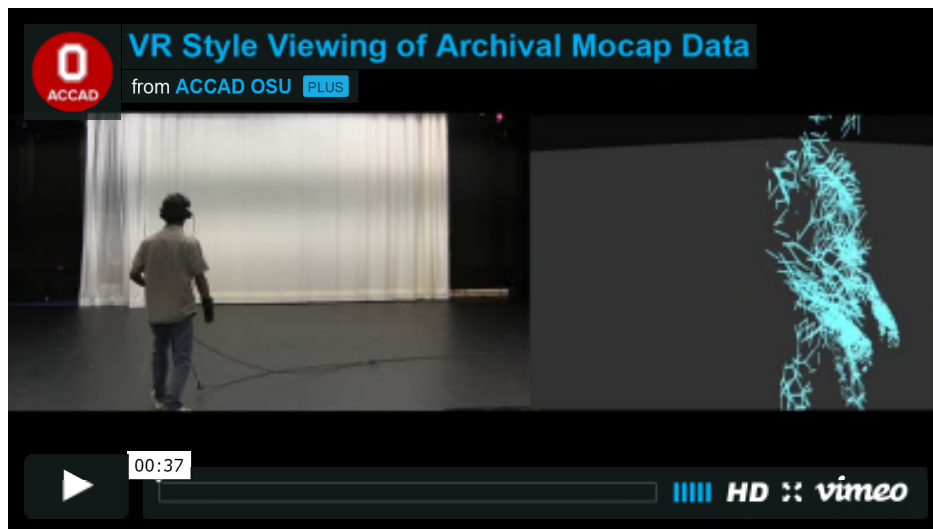 VR Style Viewing of Archival Mocap Data
O
ACCAD
from ACCAD OSU PLUS
00:37
HD vimeo